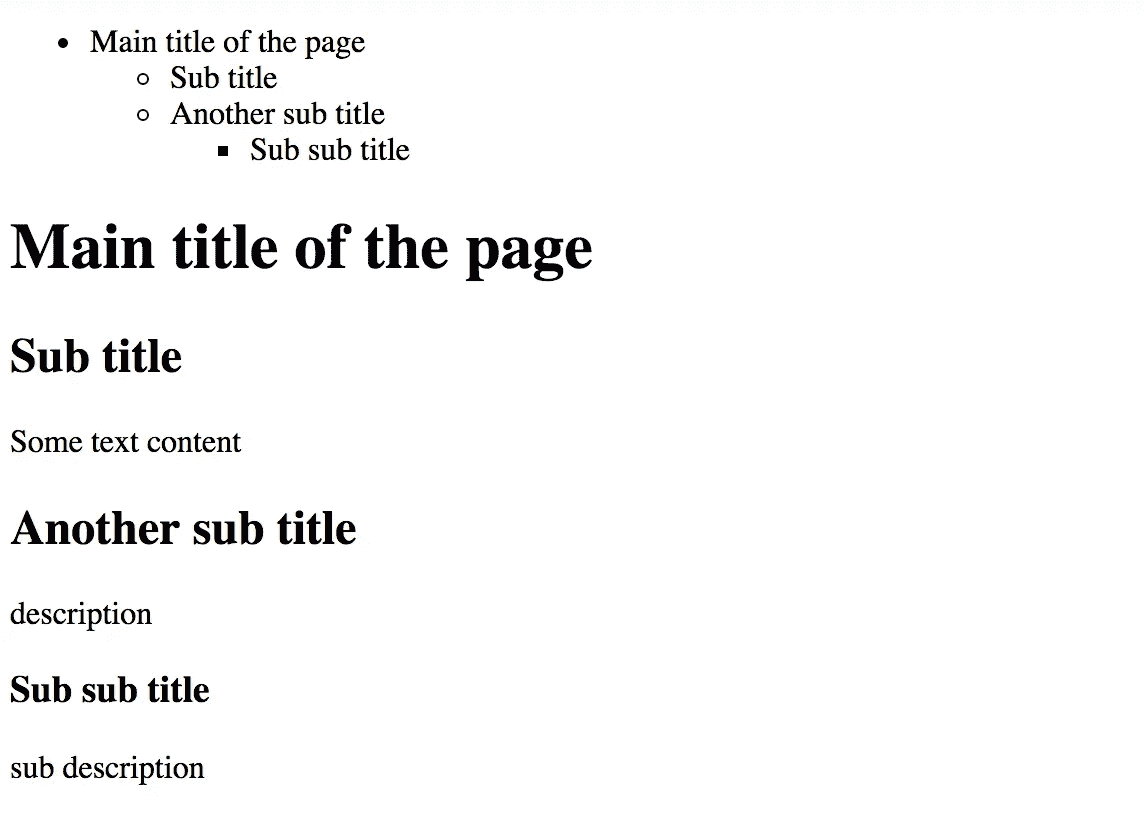 Main title of the page
Sub title
Another sub title
Sub sub title
Main title of the page
Sub title
Some text content
Another sub title
description
Sub sub title
sub description